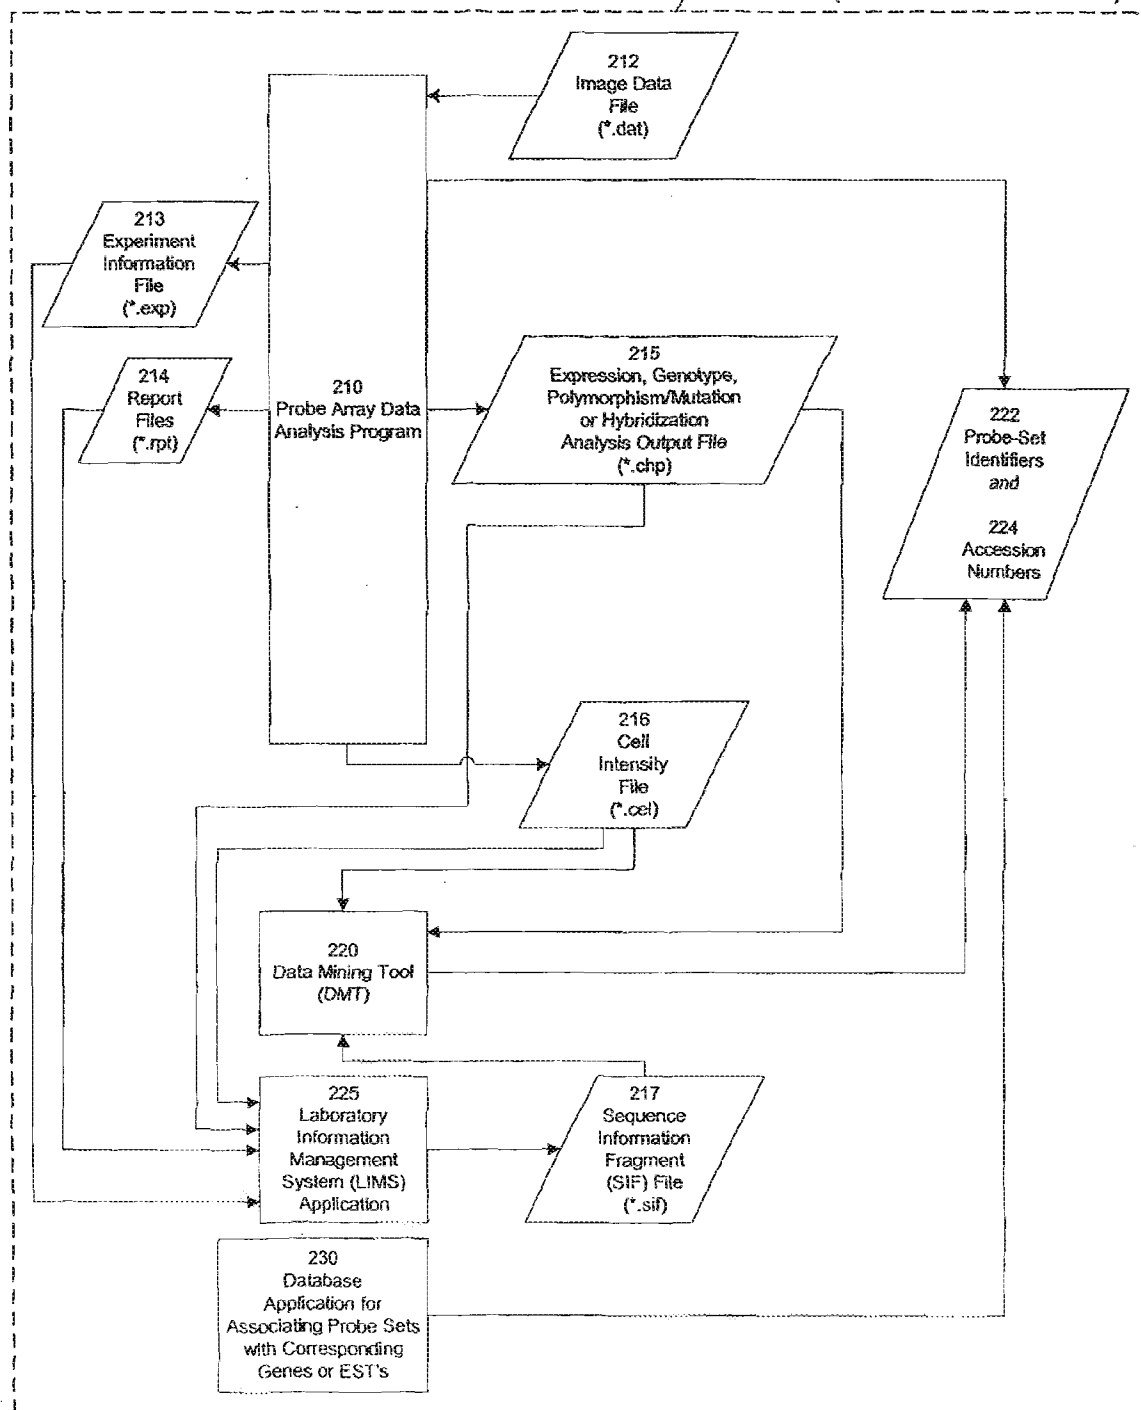 212
Image Data
File
(*.dat)
213
Experiment
Information
File
(*.exp)
214
Report
Files
(*.rpt)
210
Probe Array Data
Analysis Program
215
Expression, Genotype,
Polymorphism/Mutation
or Hybridization
Analysis Output File
(*.chp)
222
Probe-Set
Identifiers
and
224
Accession
Numbers
216
Cell
Intensity
File
(*.cel)
220
Data Mining Tool
(DMT)
225
Laboratory
Information
Management
System (LIMS)
Application
217
Sequence
Information
Fragment
(SIF) File
(*.sif)
230
Database
Application for
Associating Probe Sets
with Corresponding
Genes or EST's